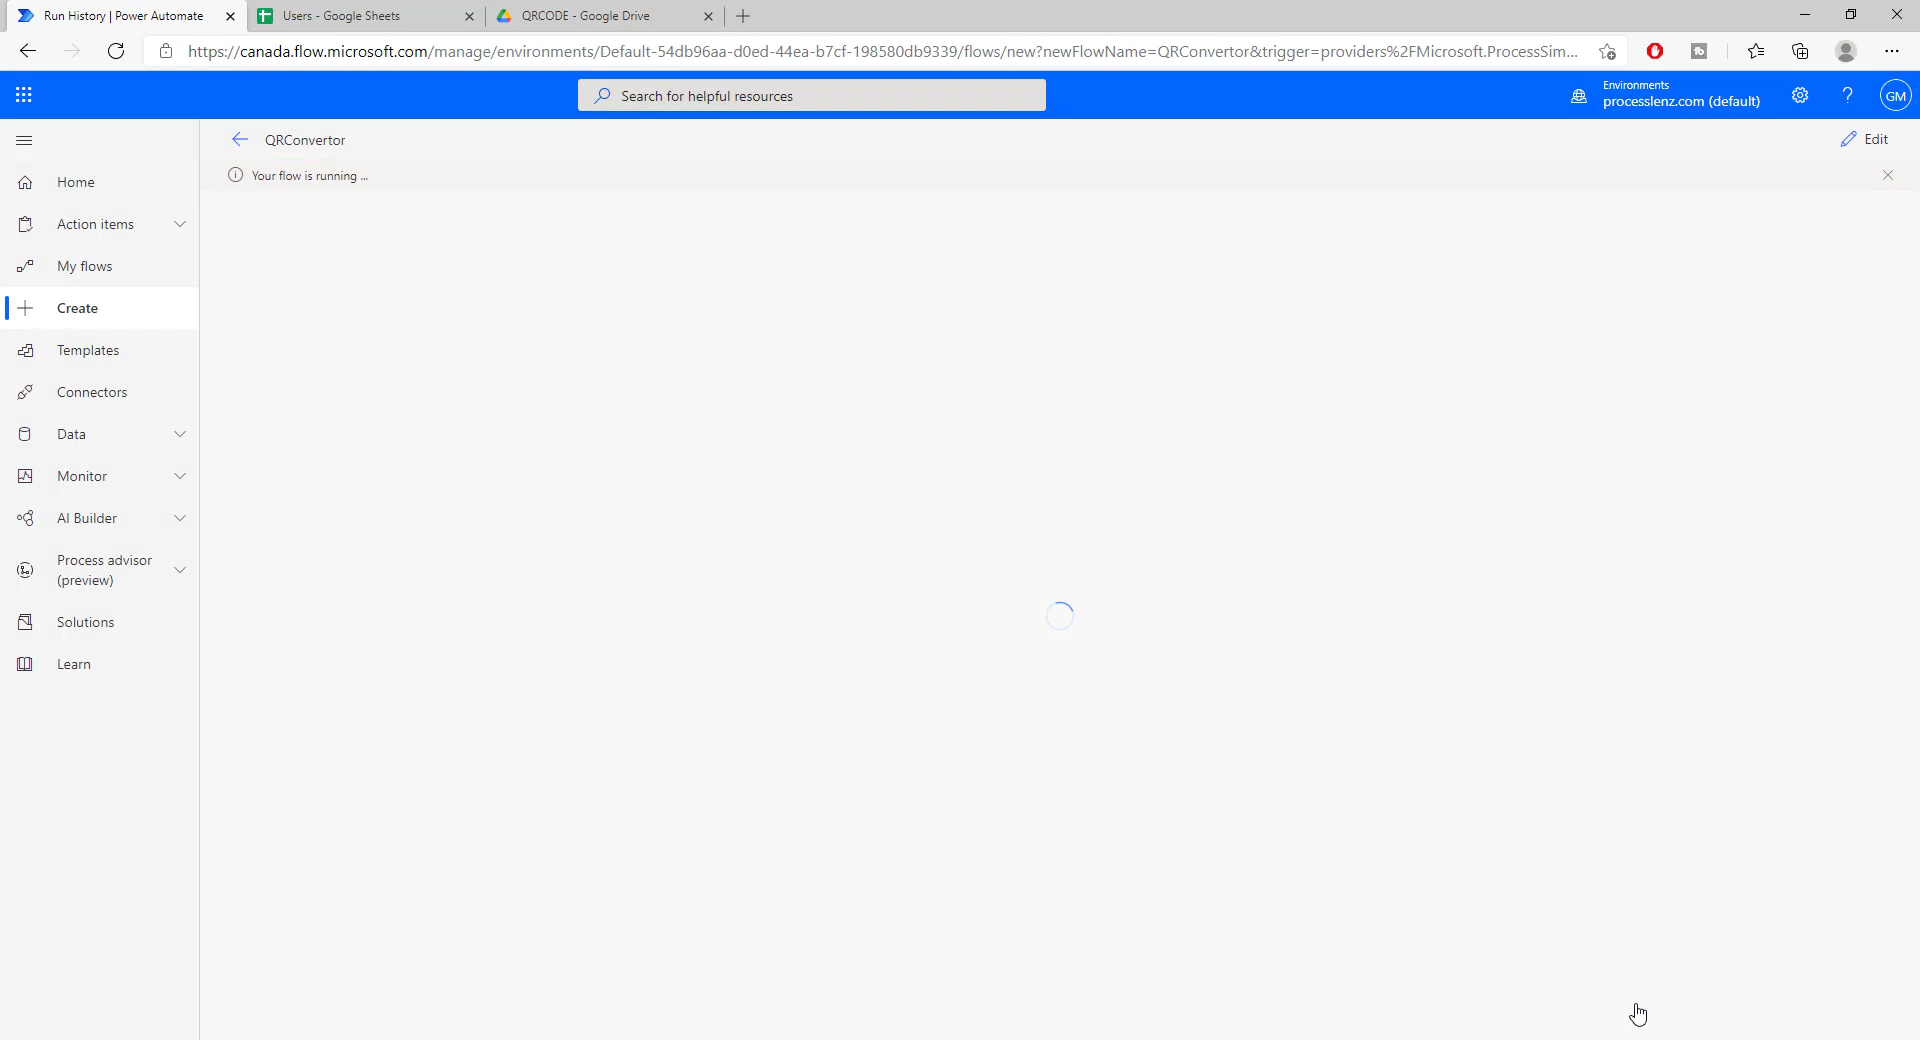 Run History | Power Automate
Users - Google Sheets
QRCODE - Google Drive
https://canada.flow.microsoft.com/manage/environments/Default-54db96aa-d0ed-44ea-b7cf-198580db9339/flows/new?newFlowName=QRConvertor&trigger=providers%2FMicrosoft.ProcessSim...
Search for helpful resources
Environments
processlenz.com (default)
GM
QRConvertor
Edit
Your flow is running ...
Home
Action items
My flows
Create
Templates
Connectors
Data
Monitor
AI Builder
Process advisor
(preview)
Solutions
Learn